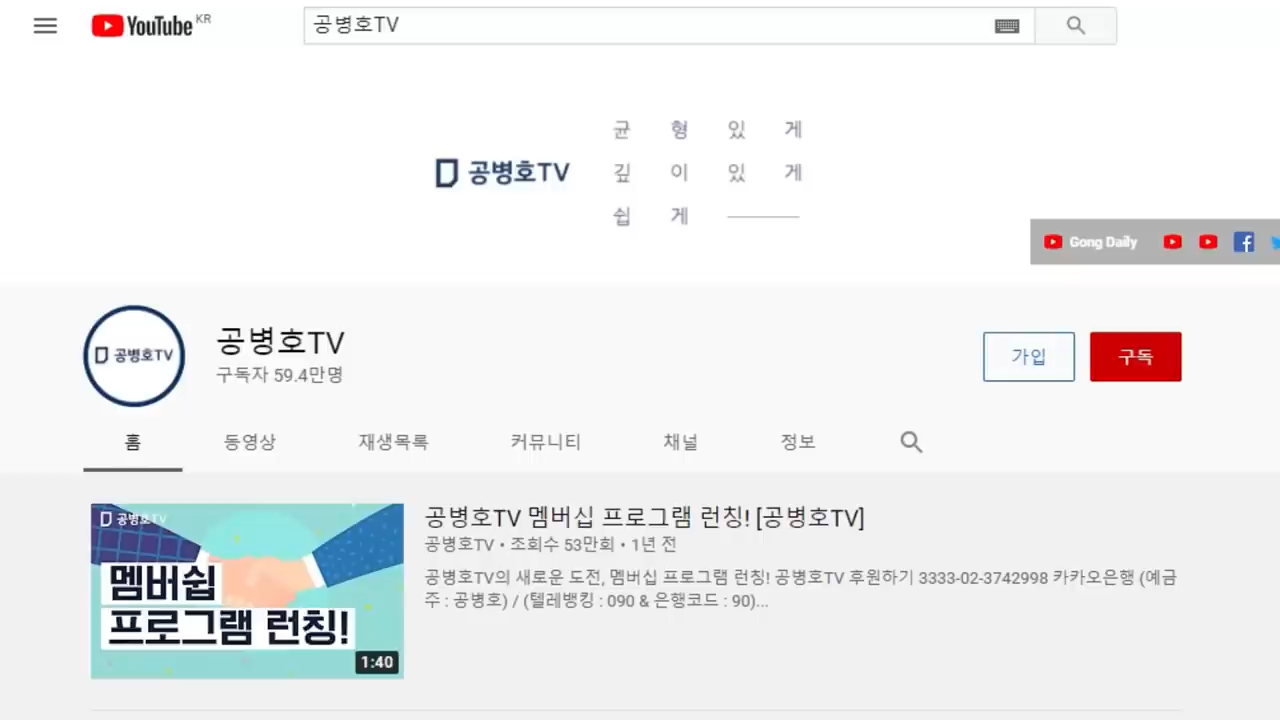 YouTube KR
공병호TV
균 형 있 게
공병호TV
깊 이 있 게
쉽 게
Gong Daily
공병호TV
공병호TV
구독자 59.4만명
가입
구독
홈 동영상 재생목록 커뮤니티 채널 정보
공병호TV
멤버쉽
프로그램 런칭!
1:40
공병호TV 멤버십 프로그램 런칭! [공병호TV]
공병호TV • 조회수 53만회 • 1년 전
공병호TV의 새로운 도전, 멤버십 프로그램 런칭! 공병호TV 후원하기 3333-02-3742998 카카오은행 (예금
주 : 공병호) / (텔레뱅킹 : 090 & 은행코드 : 90)...